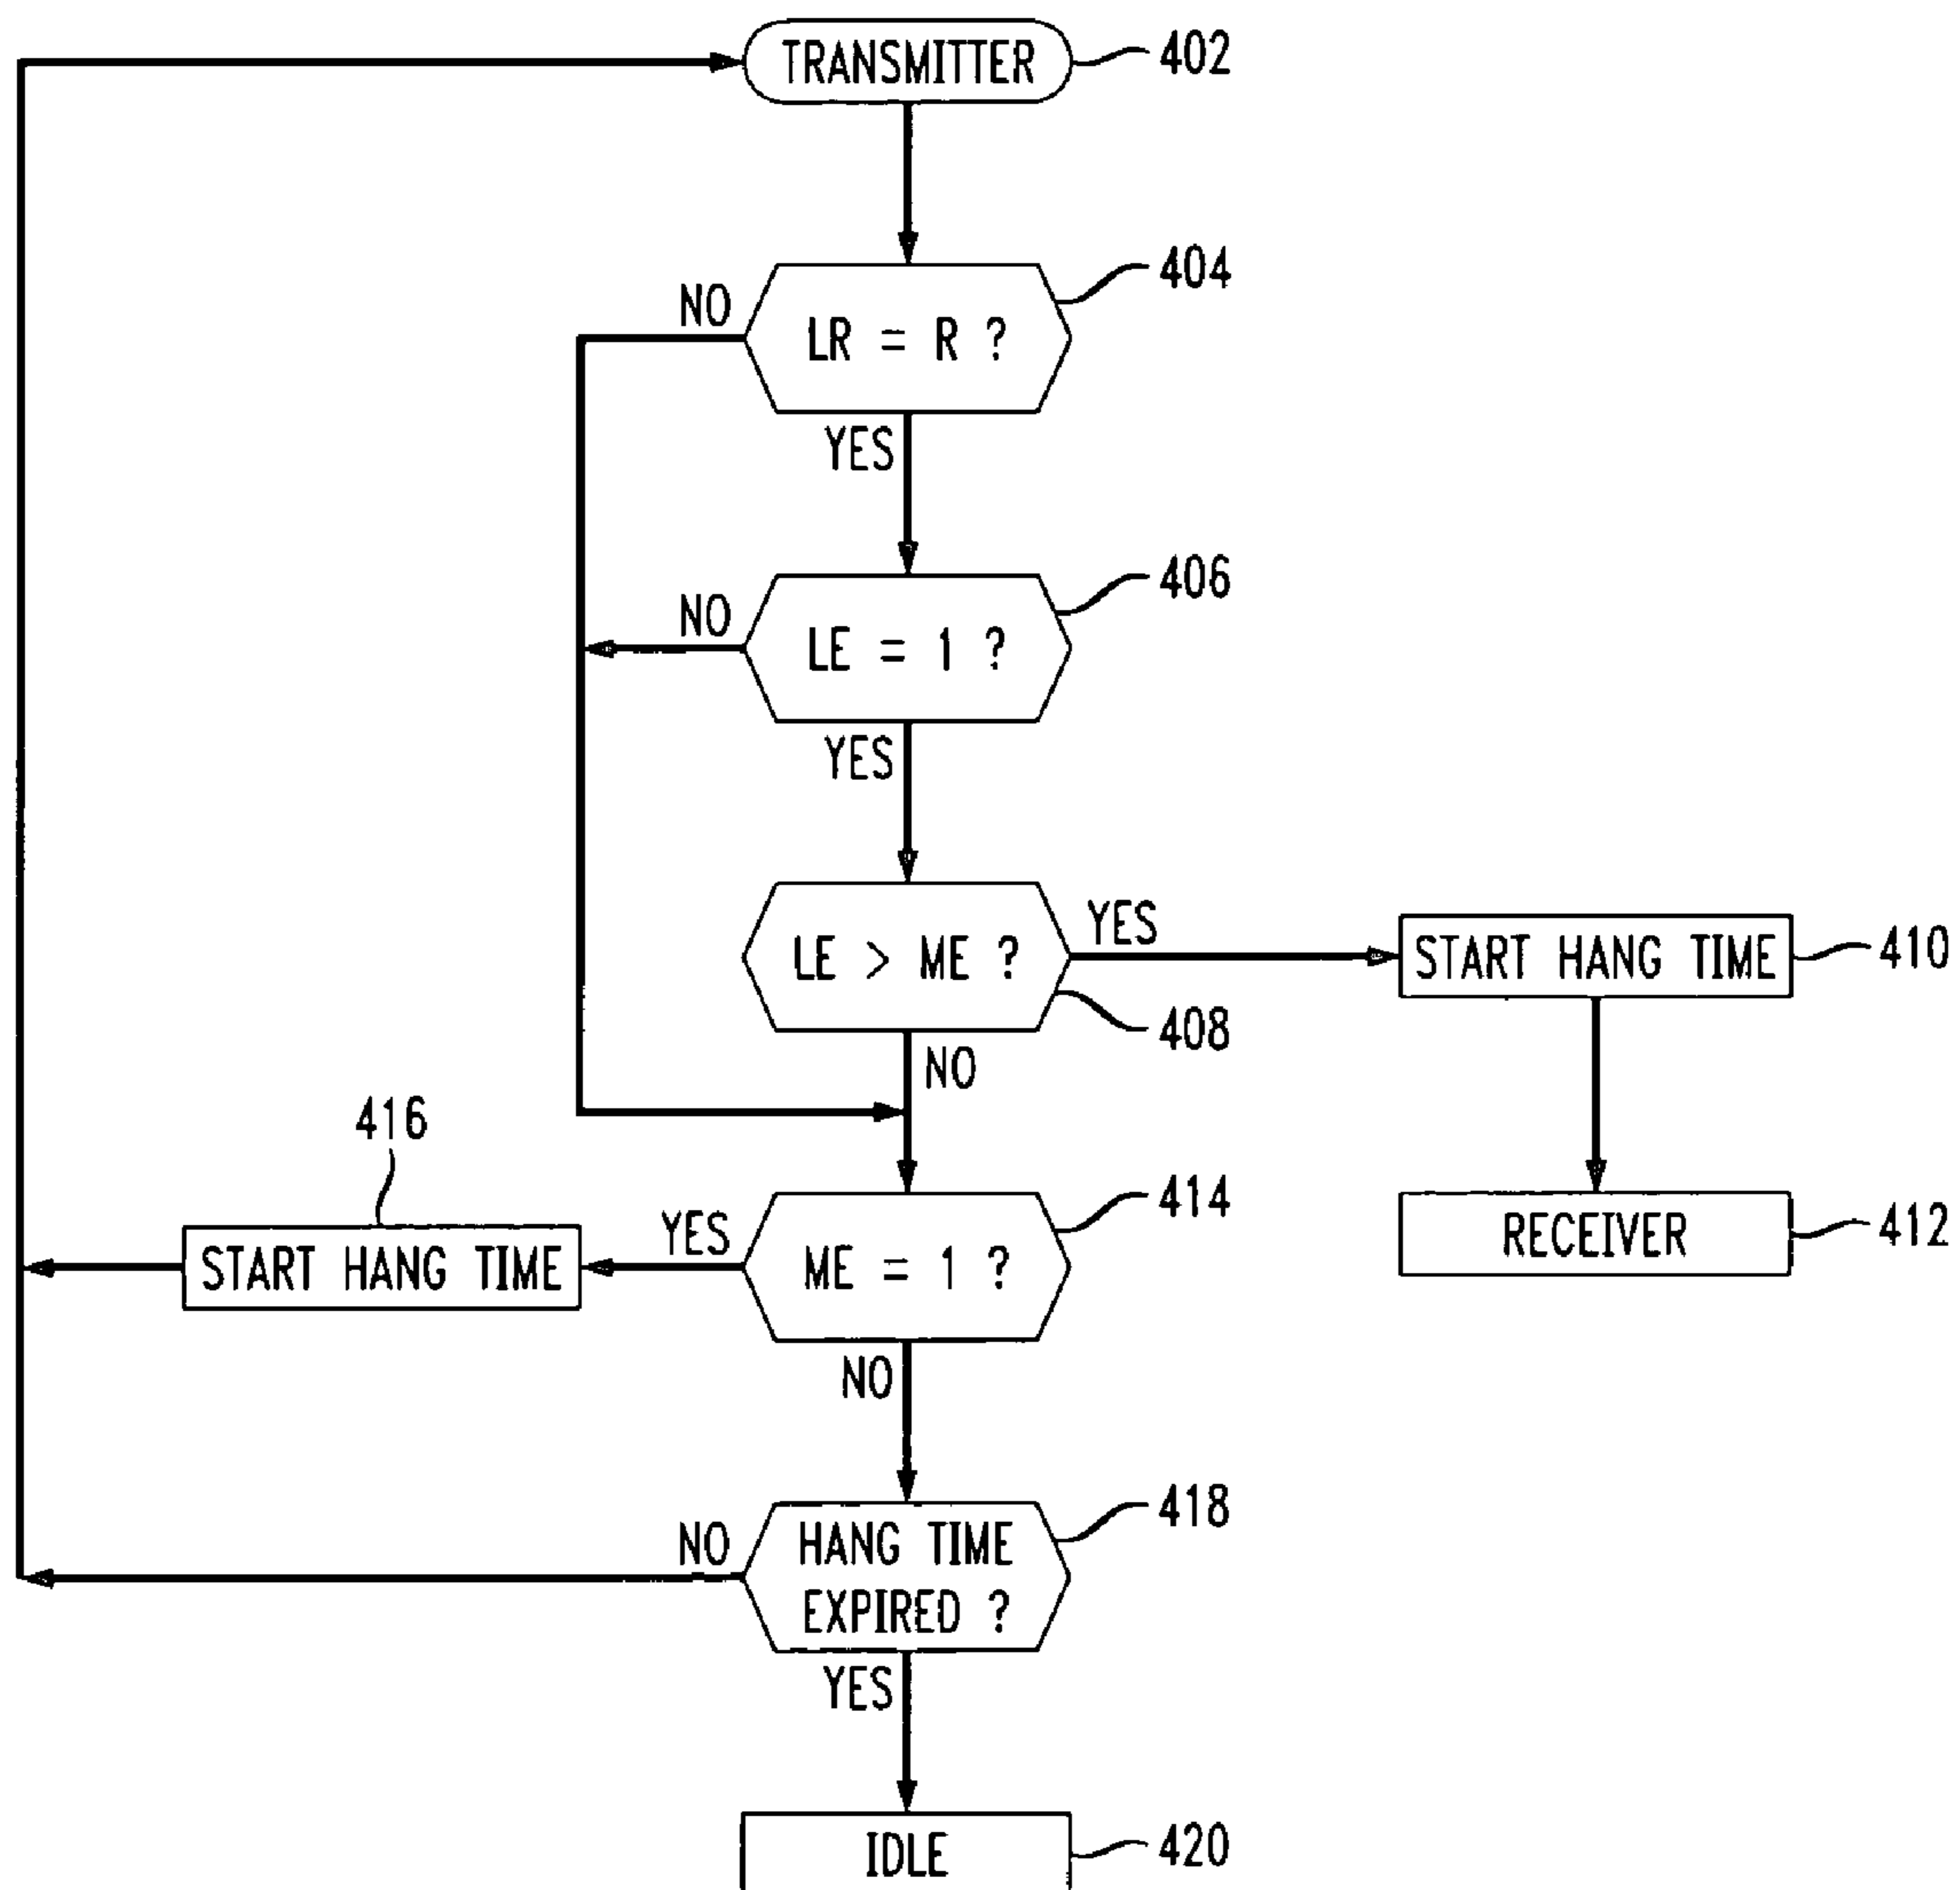 TRANSMITTER
402
404
NO
LR = R ?
YES
406
NO
LE = 1 ?
YES
YES
LE > ME ?
START HANG TIME
410
408
NO
416
414
YES
START HANG TIME
ME = 1 ?
RECEIVER
412
NO
418
NO
HANG TIME
EXPIRED ?
YES
IDLE
420